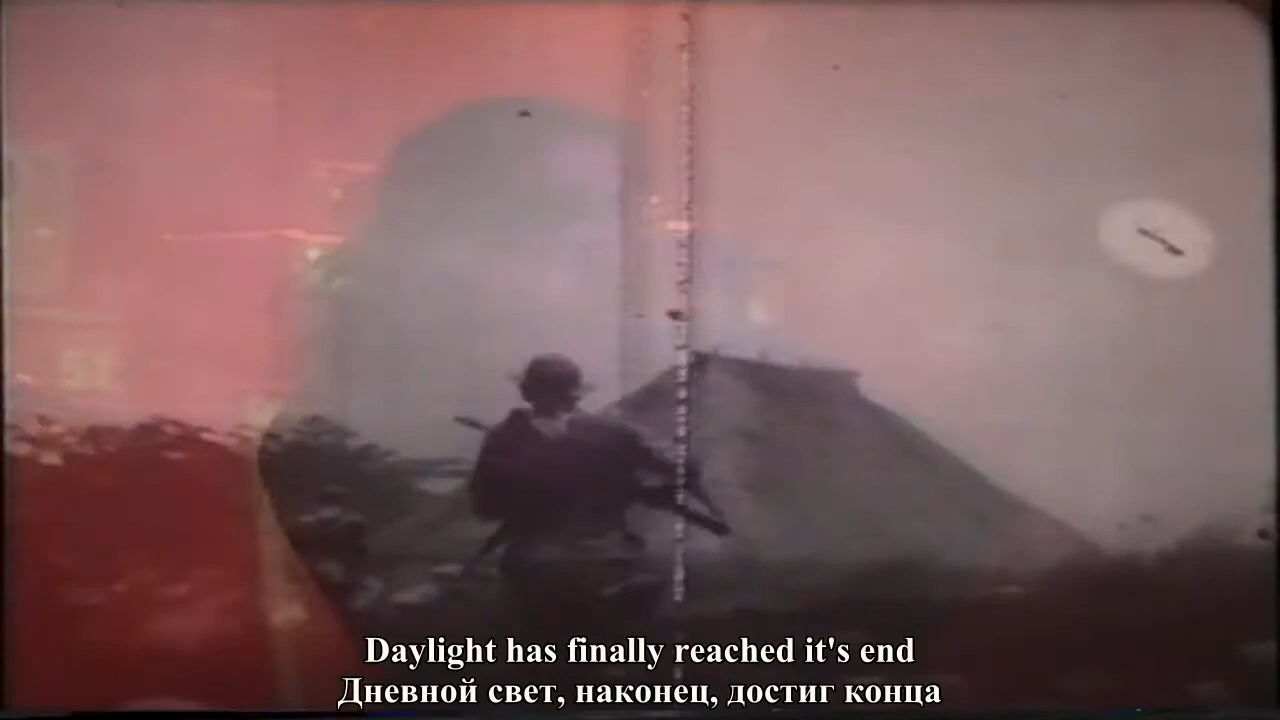 Daylight has finally reached it's end
Дневной свет, наконец, достиг конца